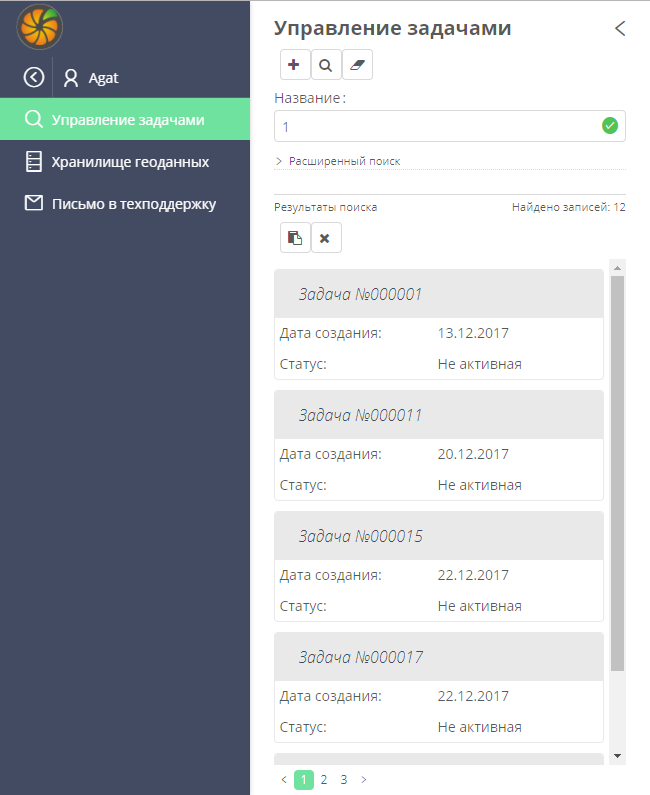 Agat
Управление задачами
Хранилище геоданных
Письмо в техподдержку
Управление задачами
Название:
1
Расширенный поиск
Результаты поиска Найдено записей: 12
Задача №000001
Дата создания: 13.12.2017
Статус: Не активная
Задача №000011
Дата создания: 20.12.2017
Статус: Не активная
Задача №000015
Дата создания: 22.12.2017
Статус: Не активная
Задача №000017
Дата создания: 22.12.2017
Статус: Не активная
< 1 2 3 >